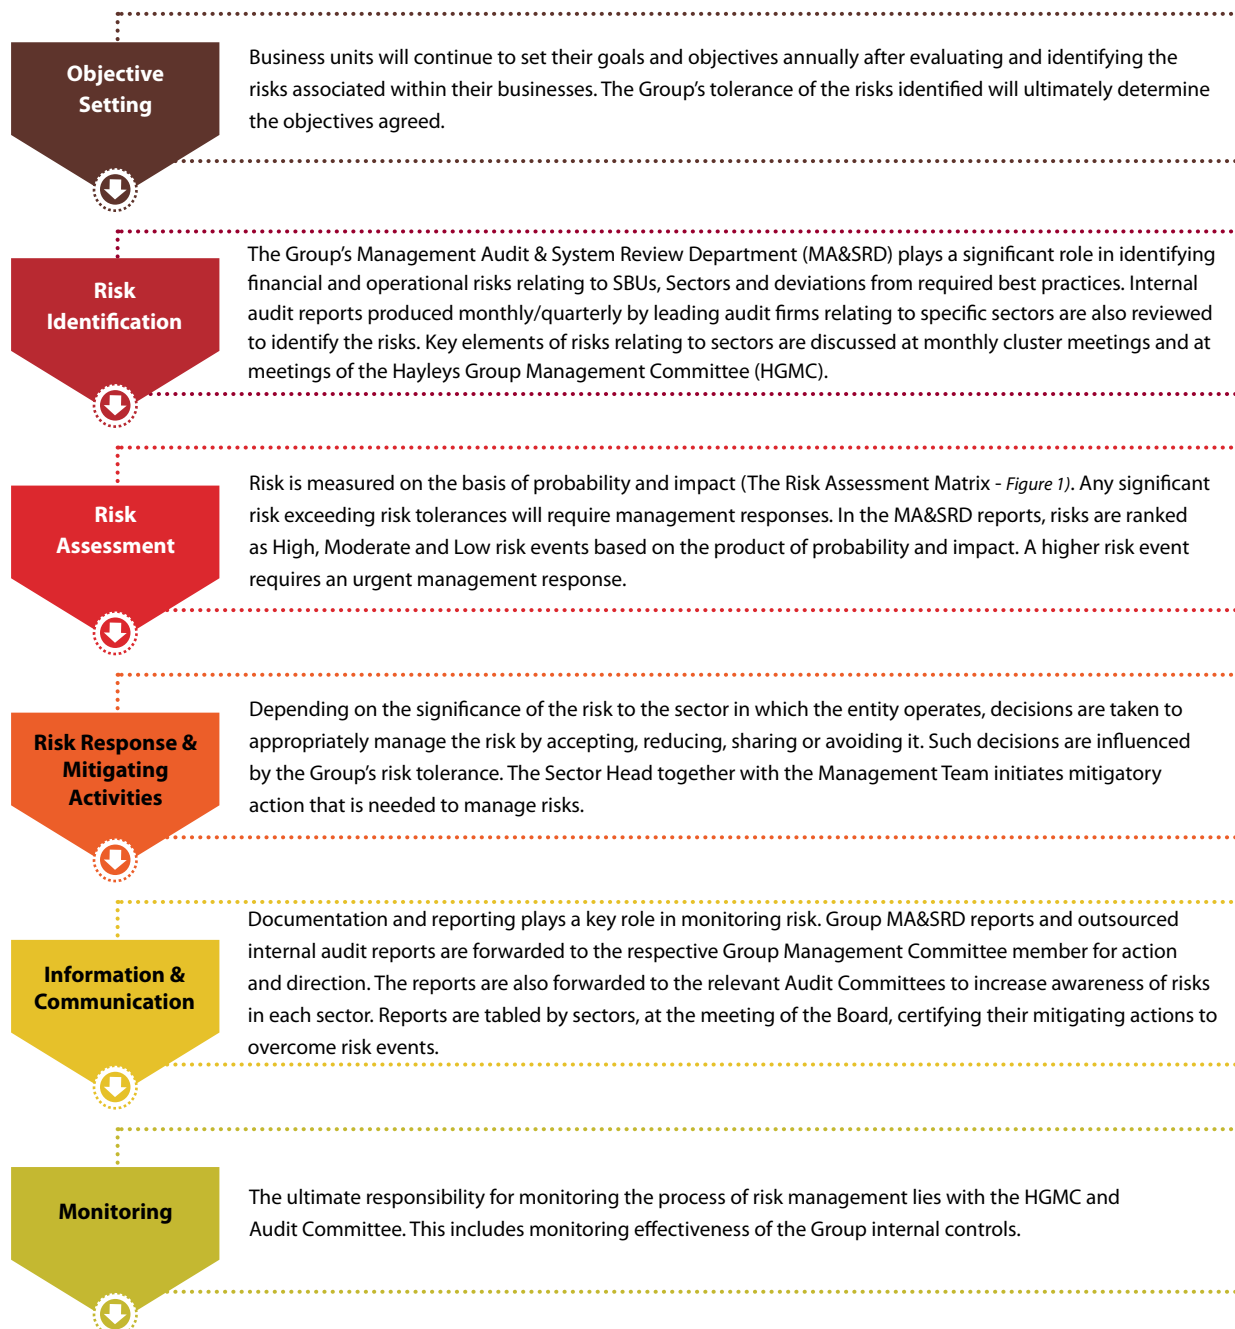 Objective
Setting
Business units will continue to set their goals and objectives annually after evaluating and identifying the
risks associated within their businesses. The Group's tolerance of the risks identified will ultimately determine
the objectives agreed.
Risk
Identification
The Group's Management Audit & System Review Department (MA&SRD) plays a significant role in identifying
financial and operational risks relating to SBUs, Sectors and deviations from required best practices. Internal
audit reports produced monthly/quarterly by leading audit firms relating to specific sectors are also reviewed
to identify the risks. Key elements of risks relating to sectors are discussed at monthly cluster meetings and at
meetings of the Hayleys Group Management Committee (HGMC).
Risk
Assessment
Risk is measured on the basis of probability and impact (The Risk Assessment Matrix - Figure 1). Any significant
risk exceeding risk tolerances will require management responses. In the MA&SRD reports, risks are ranked
as High, Moderate and Low risk events based on the product of probability and impact. A higher risk event
requires an urgent management response.
Risk Response &
Mitigating
Activities
Depending on the significance of the risk to the sector in which the entity operates, decisions are taken to
appropriately manage the risk by accepting, reducing, sharing or avoiding it. Such decisions are influenced
by the Group's risk tolerance. The Sector Head together with the Management Team initiates mitigatory
action that is needed to manage risks.
Information &
Communication
Documentation and reporting plays a key role in monitoring risk. Group MA&SRD reports and outsourced
internal audit reports are forwarded to the respective Group Management Committee member for action
and direction. The reports are also forwarded to the relevant Audit Committees to increase awareness of risks
in each sector. Reports are tabled by sectors, at the meeting of the Board, certifying their mitigating actions to
overcome risk events.
Monitoring
The ultimate responsibility for monitoring the process of risk management lies with the HGMC and
Audit Committee. This includes monitoring effectiveness of the Group internal controls.